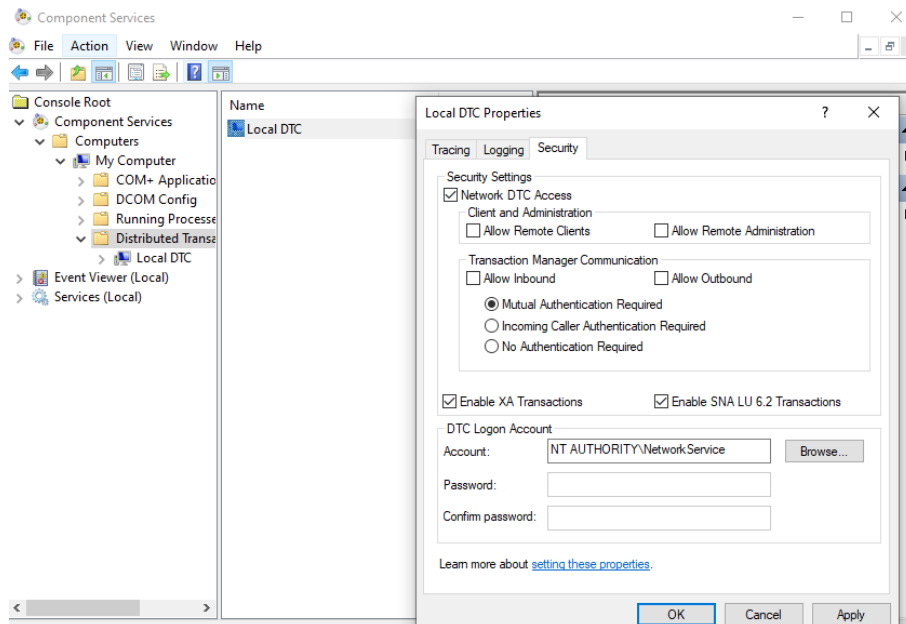 Component Services
File Action View Window Help
Console Root
Component Services
Computers
My Computer
COM+ Applicatio
DCOM Config
Running Processe
Distributed Transa
Local DTC
Event Viewer (Local)
Services (Local)
Name
Local DTC
Local DTC Properties
Tracing Logging Security
Security Settings
Network DTC Access
Client and Administration
Allow Remote Clients Allow Remote Administration
Transaction Manager Communication
Allow Inbound Allow Outbound
Mutual Authentication Required
Incoming Caller Authentication Required
No Authentication Required
Enable XA Transactions Enable SNA LU 6.2 Transactions
DTC Logon Account
Account: NT AUTHORITY\NetworkService Browse...
Password:
Confirm password:
Learn more about setting these properties.
OK Cancel Apply